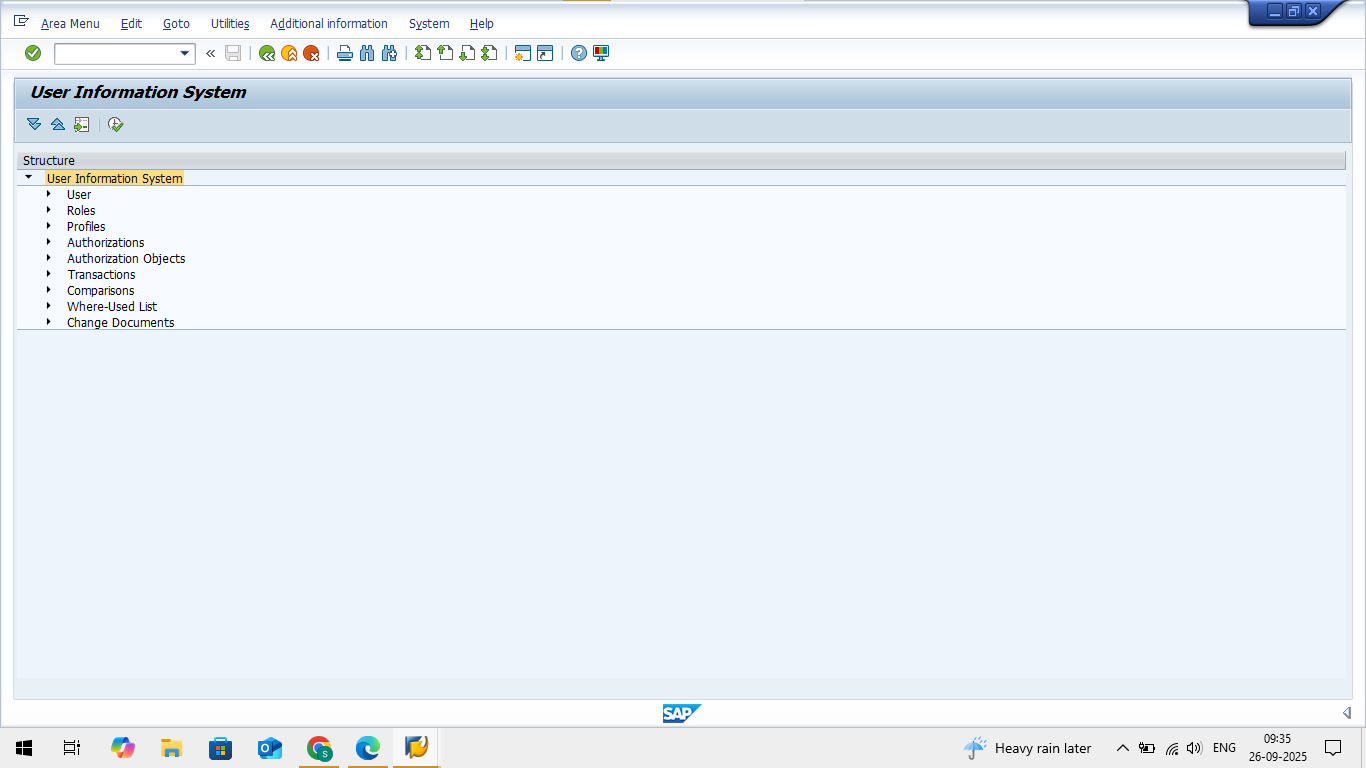 Area Menu Edit Goto Utilities Additional information System Help
User Information System
Structure
User Information System
User
Roles
Profiles
Authorizations
Authorization Objects
Transactions
Comparisons
Where-Used List
Change Documents
SAP
Heavy rain later ENG 09:35
26-09-2025